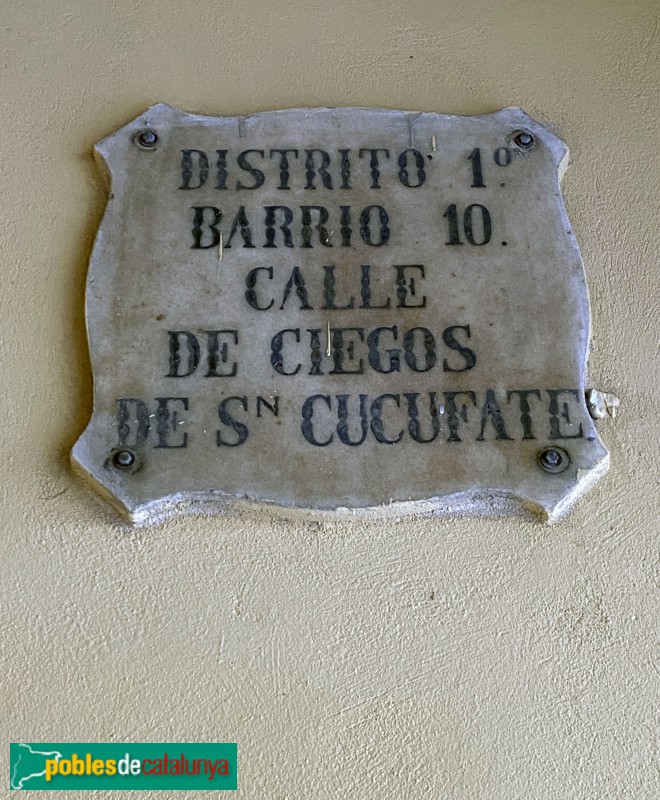 DISTRITO 1º.
BARRIO 10.
CALLE
DE CIEGOS
DE Sᴺ CUCUFATE
poblesdecatalunya